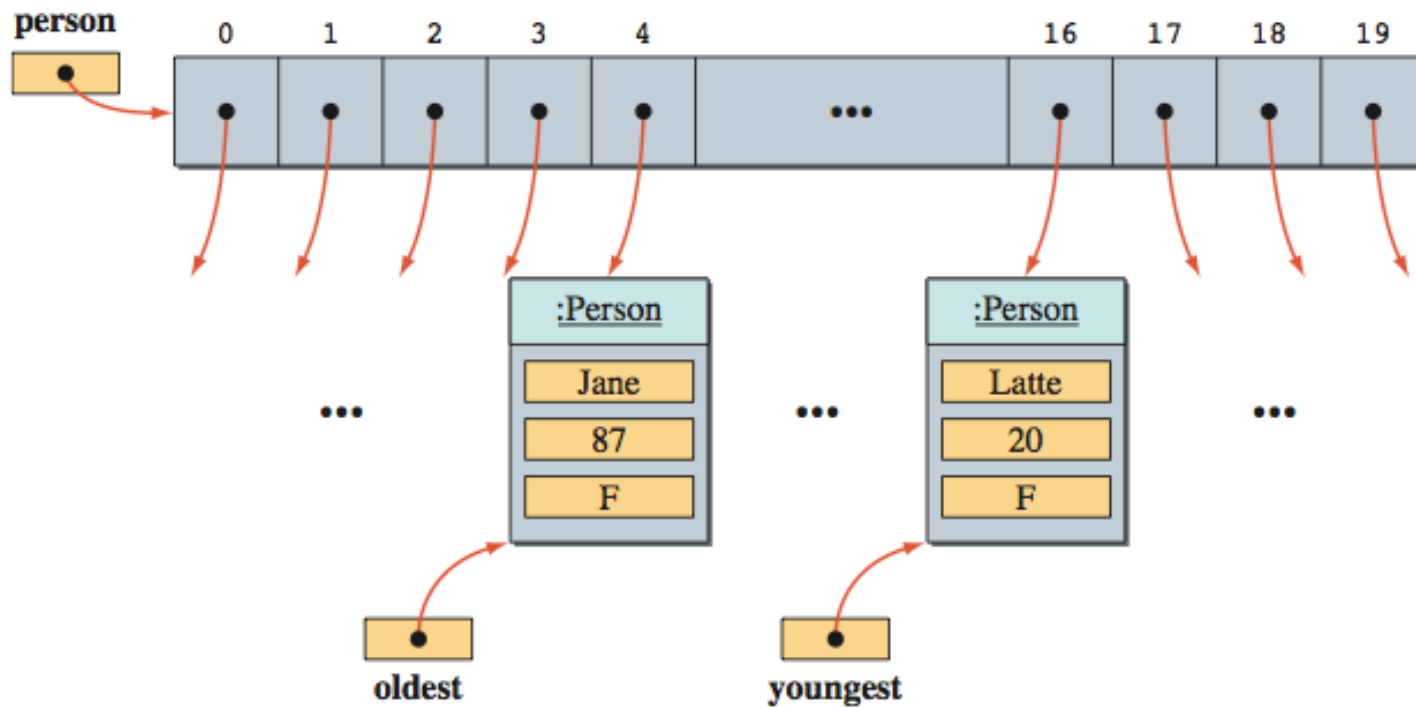 person
0 1 2 3 4 16 17 18 19
•••
:Person :Person
Jane Latte
••• 87 ••• 20 •••
F F
oldest youngest